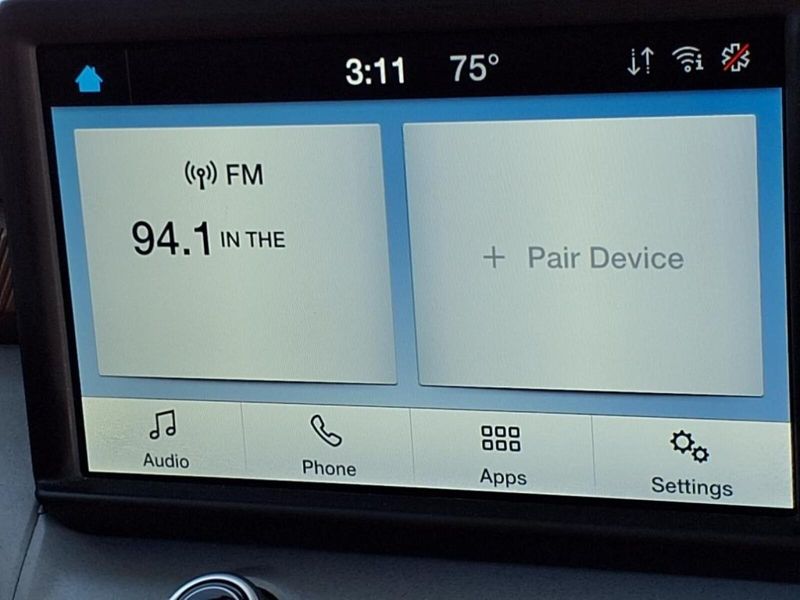 3:11 75°
FM
94.1 IN THE
+ Pair Device
Audio Phone Apps Settings